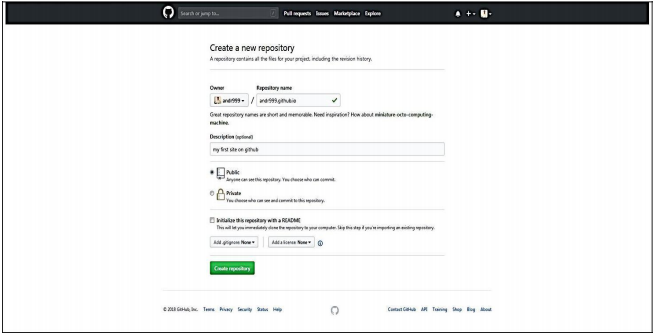 Search or jump to...
Pull requests Issues Marketplace Explore
Create a new repository
A repository contains all the files for your project, including the revision history.
Owner Repository name
andr999 / andr999.github.io
Great repository names are short and memorable. Need inspiration? How about miniature-octo-computing-
machine.
Description (optional)
my first site on github
Public
Anyone can see this repository. You choose who can commit.
Private
You choose who can see and commit to this repository.
Initialize this repository with a README
This will let you immediately clone the repository to your computer. Skip this step if you're importing an existing repository.
Add .gitignore: None Add a license: None
Create repository
© 2018 GitHub, Inc. Terms Privacy Security Status Help Contact GitHub API Training Shop Blog About